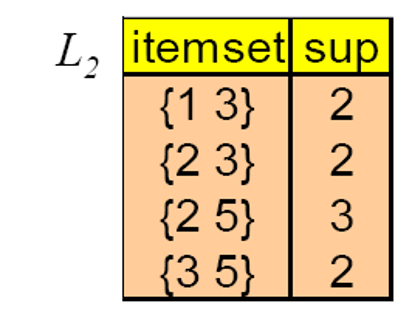 L2 itemset sup
{1 3} 2
{2 3} 2
{2 5} 3
{3 5} 2